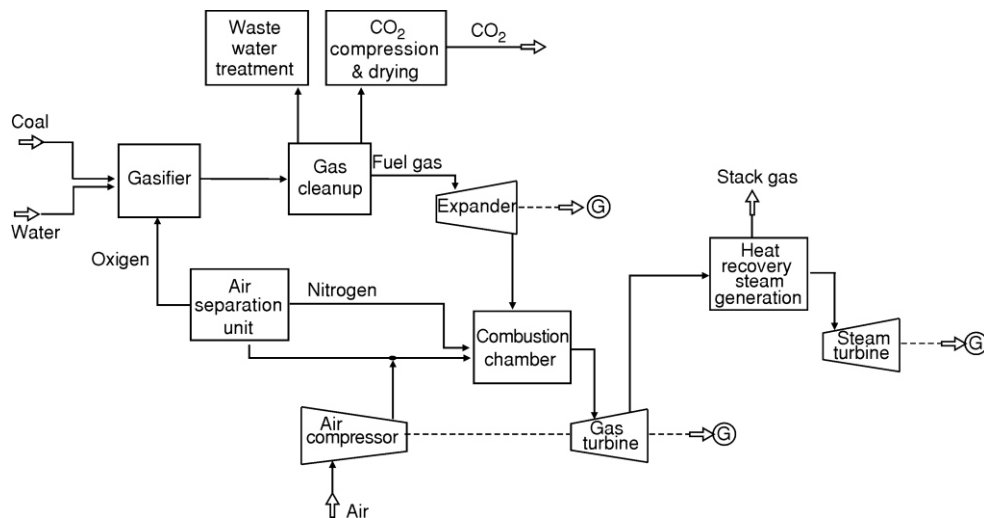 Waste
water
treatment
CO₂
compression
& drying
CO₂
Coal
Gasifier
Gas
cleanup
Fuel gas
Water
Expander
G
Stack gas
Oxigen
Air
separation
unit
Nitrogen
Heat
recovery
steam
generation
Combustion
chamber
Steam
turbine
G
Air
compressor
Gas
turbine
G
Air